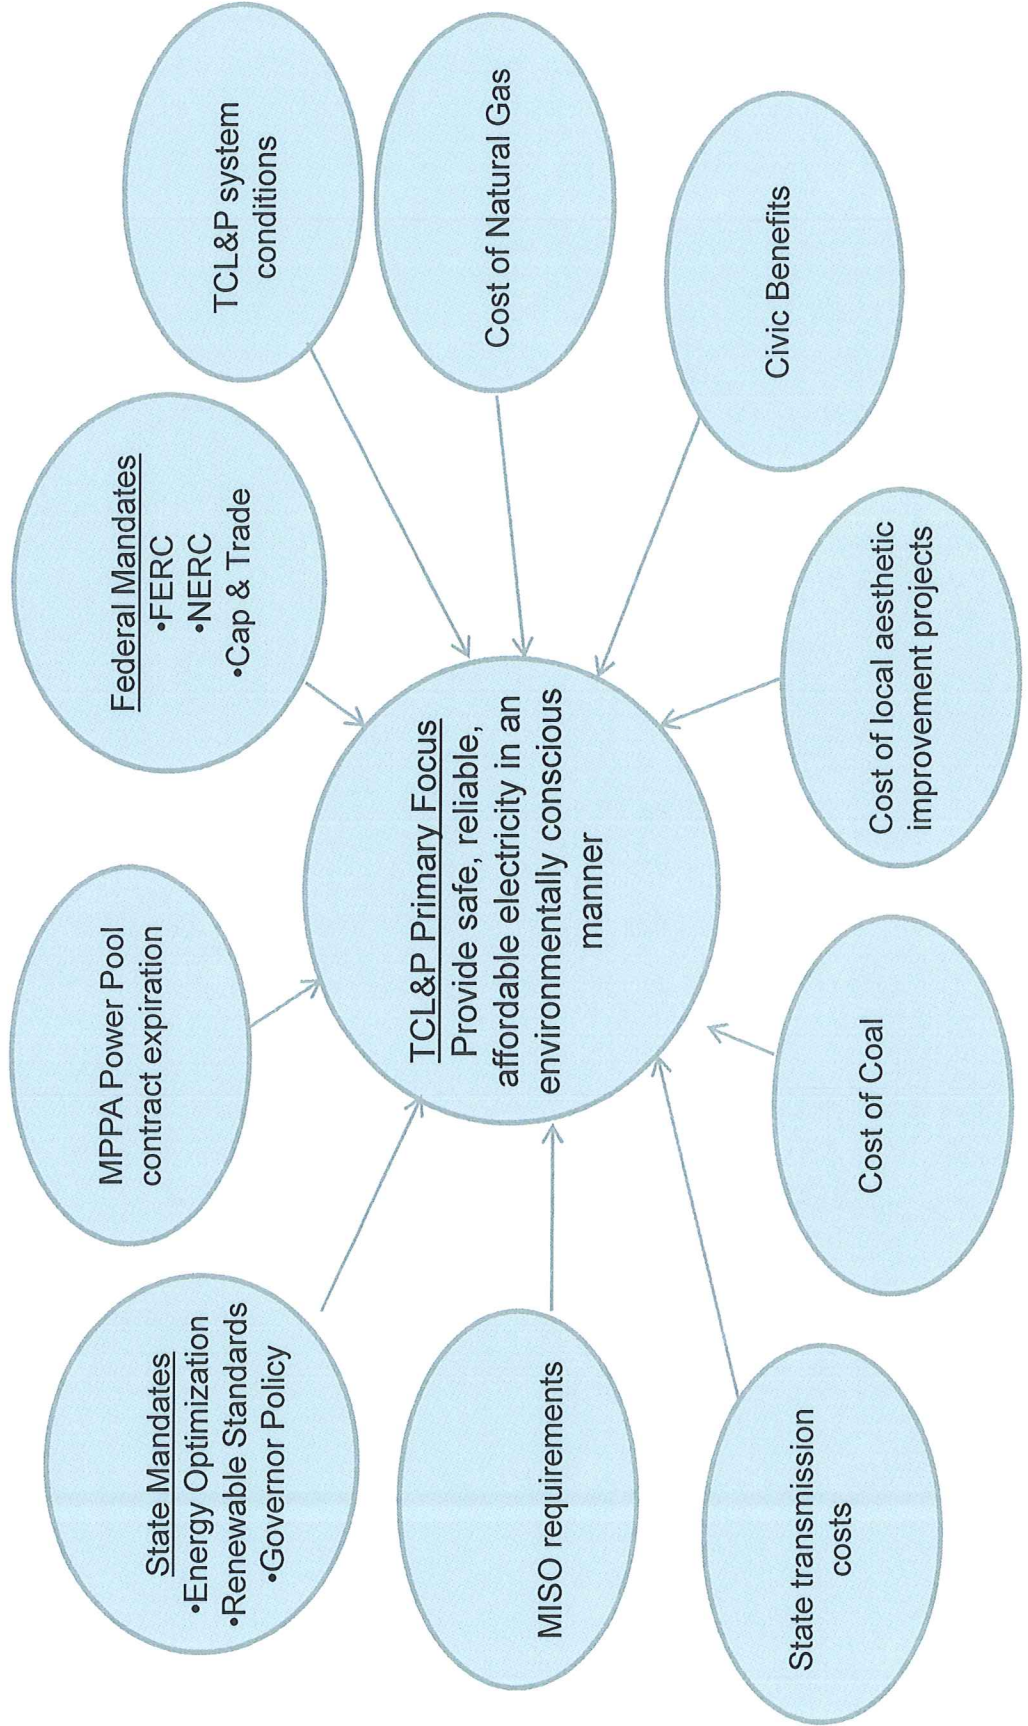 State Mandates
•Energy Optimization
•Renewable Standards
•Governor Policy
MPPA Power Pool
contract expiration
Federal Mandates
•FERC
•NERC
•Cap & Trade
TCL&P system
conditions
MISO requirements
TCL&P Primary Focus
Provide safe, reliable,
affordable electricity in an
environmentally conscious
manner
Cost of Natural Gas
State transmission
costs
Cost of Coal
Cost of local aesthetic
improvement projects
Civic Benefits